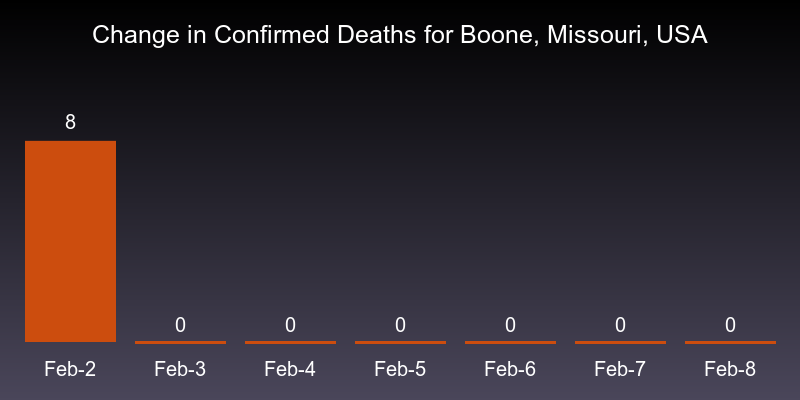 Change in Confirmed Deaths for Boone, Missouri, USA
8
0 0 0 0 0 0
Feb-2 Feb-3 Feb-4 Feb-5 Feb-6 Feb-7 Feb-8